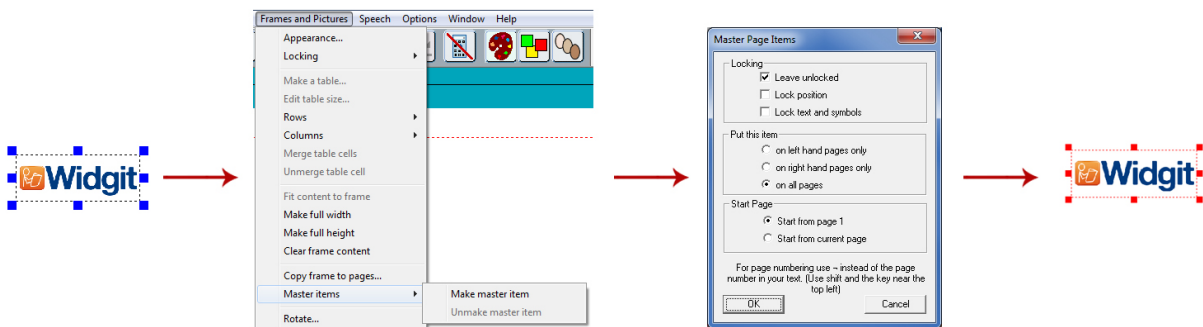 Widgit
Frames and Pictures Speech Options Window Help
Appearance...
Locking
Make a table...
Edit table size...
Rows
Columns
Merge table cells
Unmerge table cell
Fit content to frame
Make full width
Make full height
Clear frame content
Copy frame to pages...
Master items
Rotate...
Make master item
Unmake master item
Master Page Items
Locking
Leave unlocked
Lock position
Lock text and symbols
Put this item
on left hand pages only
on right hand pages only
on all pages
Start Page
Start from page 1
Start from current page
For page numbering use ¬ instead of the page
number in your text. (Use shift and the key near the
top left)
OK Cancel
Widgit